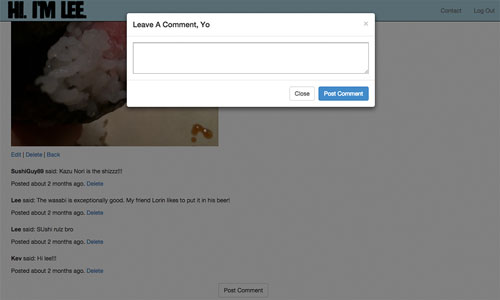 HI. I'M LEE.
Contact
Log Out
Leave A Comment, Yo
×
Close
Post Comment
Edit | Delete | Back
SushiGuy89 said: Kazu Nori is the shizz!!!
Posted about 2 months ago. Delete
Lee said: The wasabi is exceptionally good. My friend Lorin likes to put it in his beer!
Posted about 2 months ago. Delete
Lee said: SUshi rulz bro
Posted about 2 months ago. Delete
Kev said: Hi lee!!!
Posted about 2 months ago. Delete
Post Comment